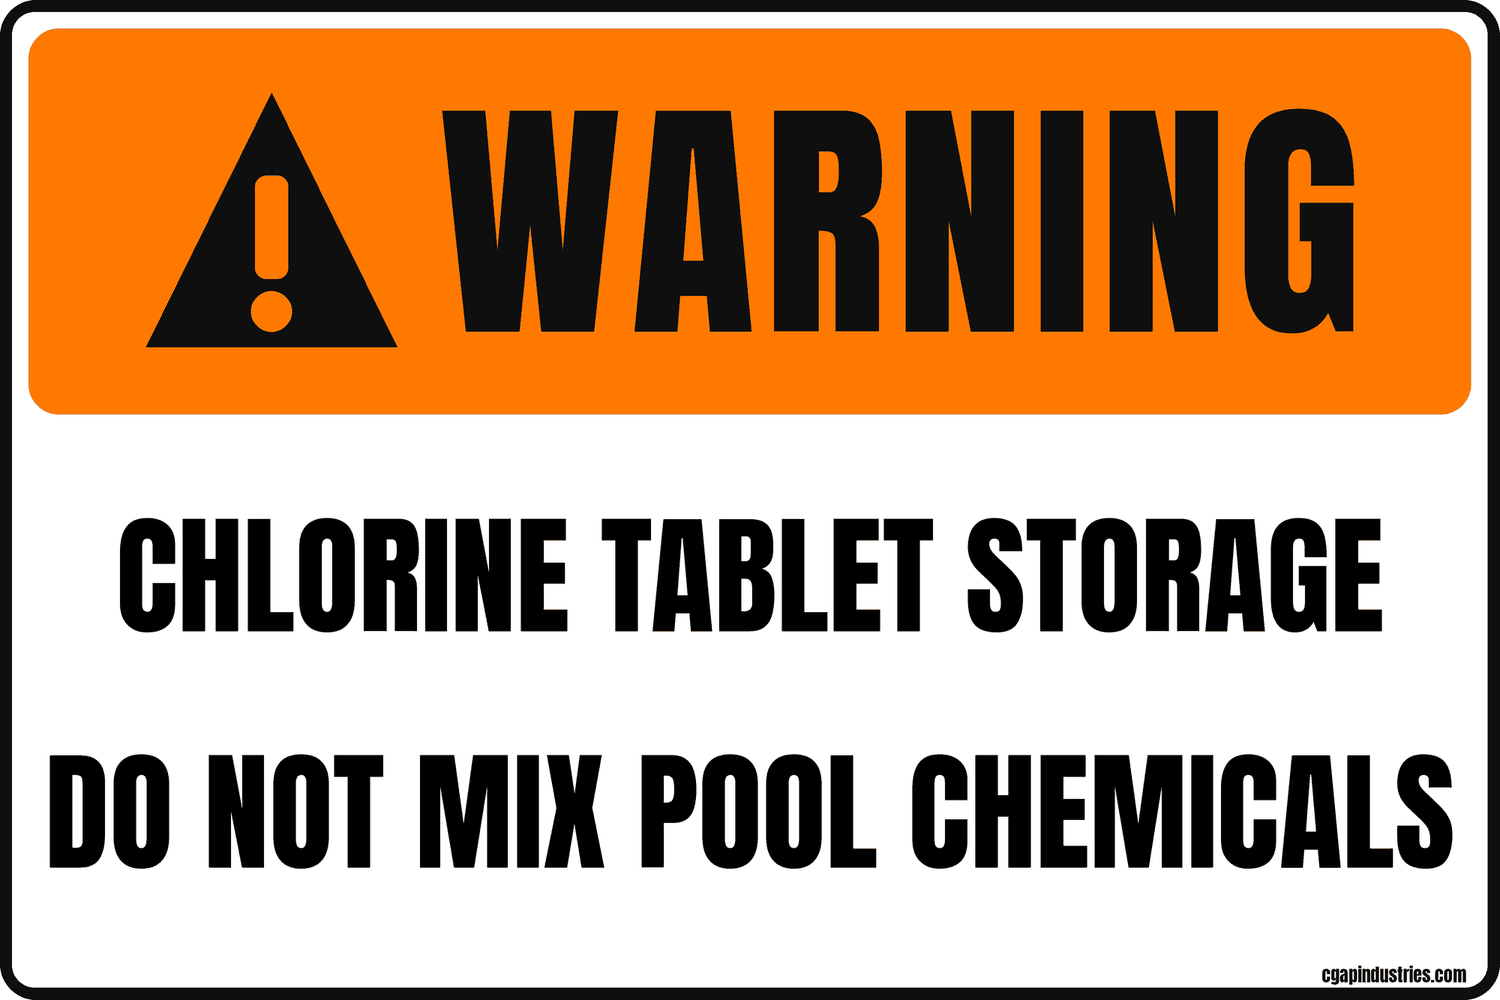 WARNING
CHLORINE TABLET STORAGE
DO NOT MIX POOL CHEMICALS
cgapindustries.com